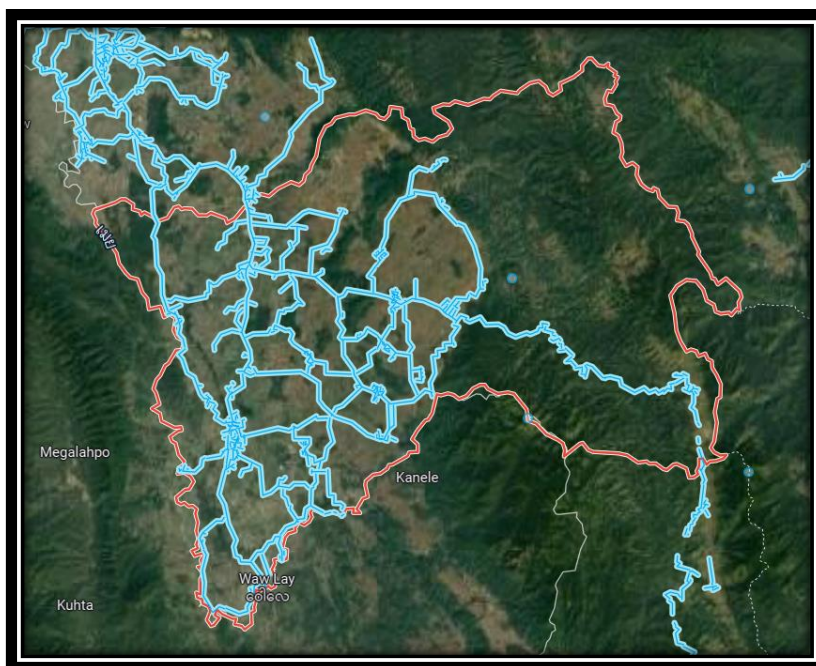 Megalahpo
Kanele
Waw Lay
ဝေါလေ
Kuhta